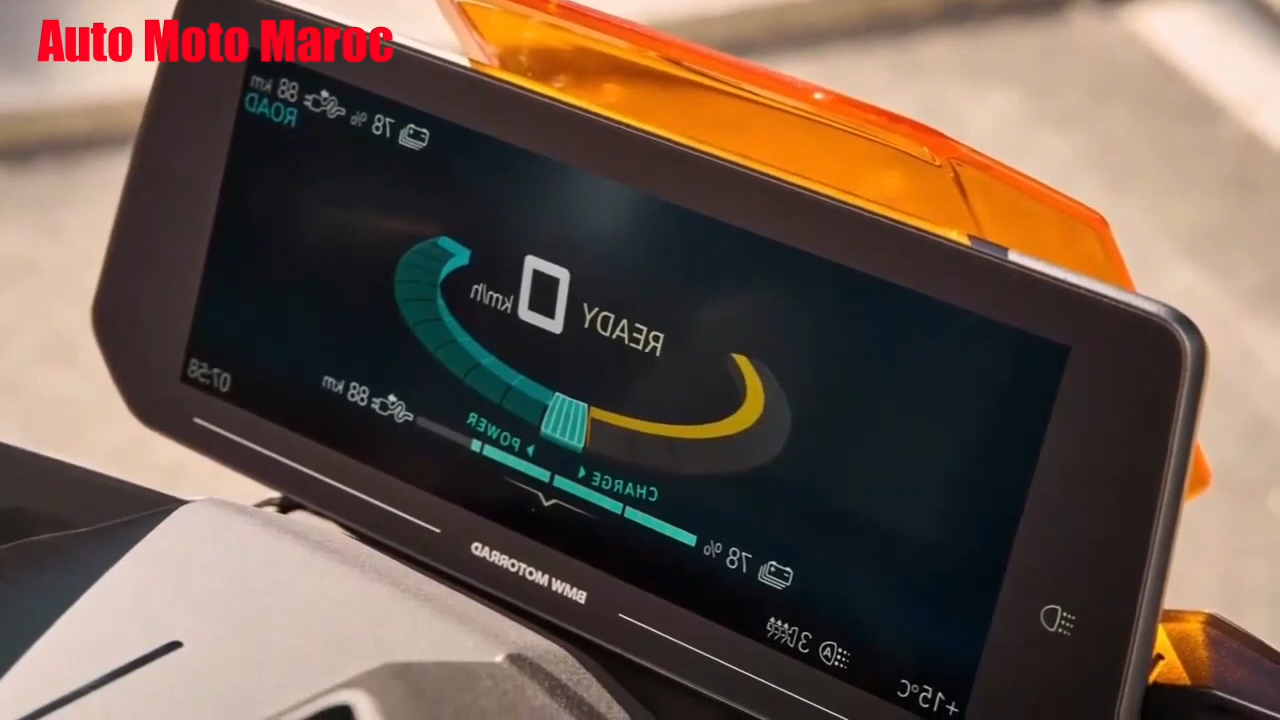 Auto Moto Maroc
78 % 88 km
ROAD
READY 0 km/h
CHARGE POWER
78 % 88 km
07:58
BMW MOTORRAD
3
+15°C